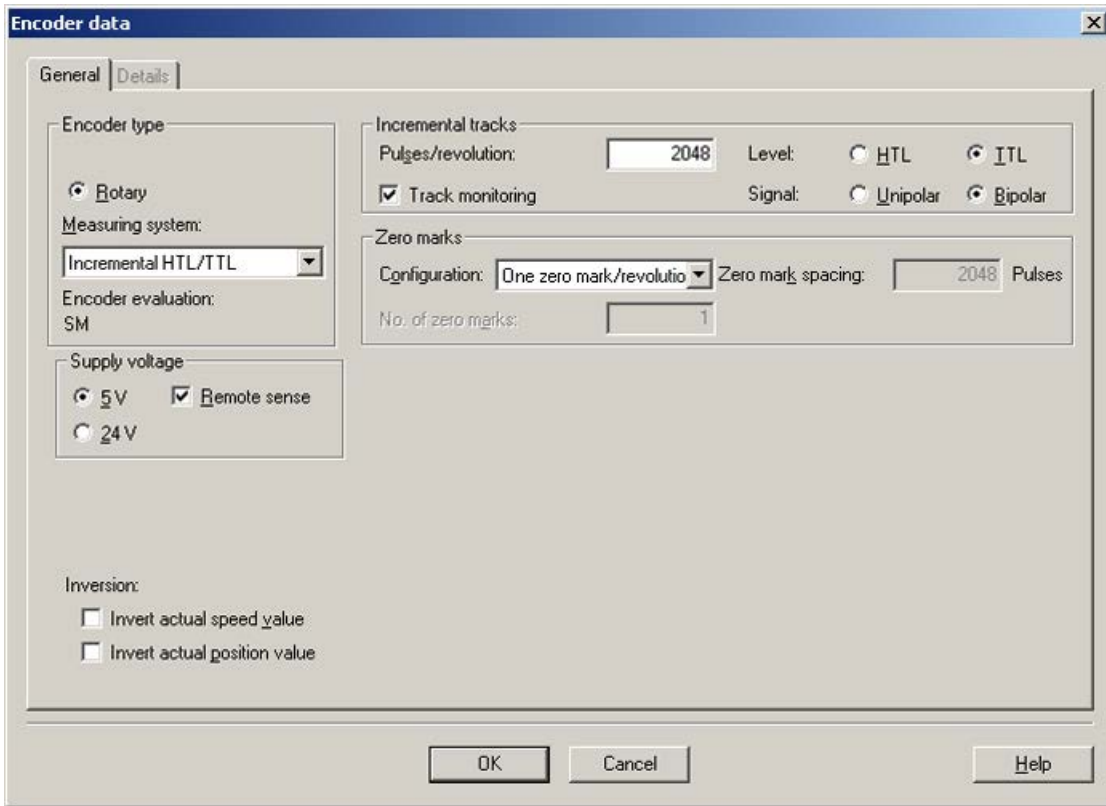 Encoder data
General Details
Encoder type
Rotary
Measuring system:
Incremental HTL/TTL
Encoder evaluation:
SM
Supply voltage
5 V Remote sense
24 V
Incremental tracks
Pulses/revolution: 2048 Level: HTL TTL
Track monitoring Signal: Unipolar Bipolar
Zero marks
Configuration: One zero mark/revolutio Zero mark spacing: 2048 Pulses
No. of zero marks: 1
Inversion:
Invert actual speed value
Invert actual position value
OK Cancel Help